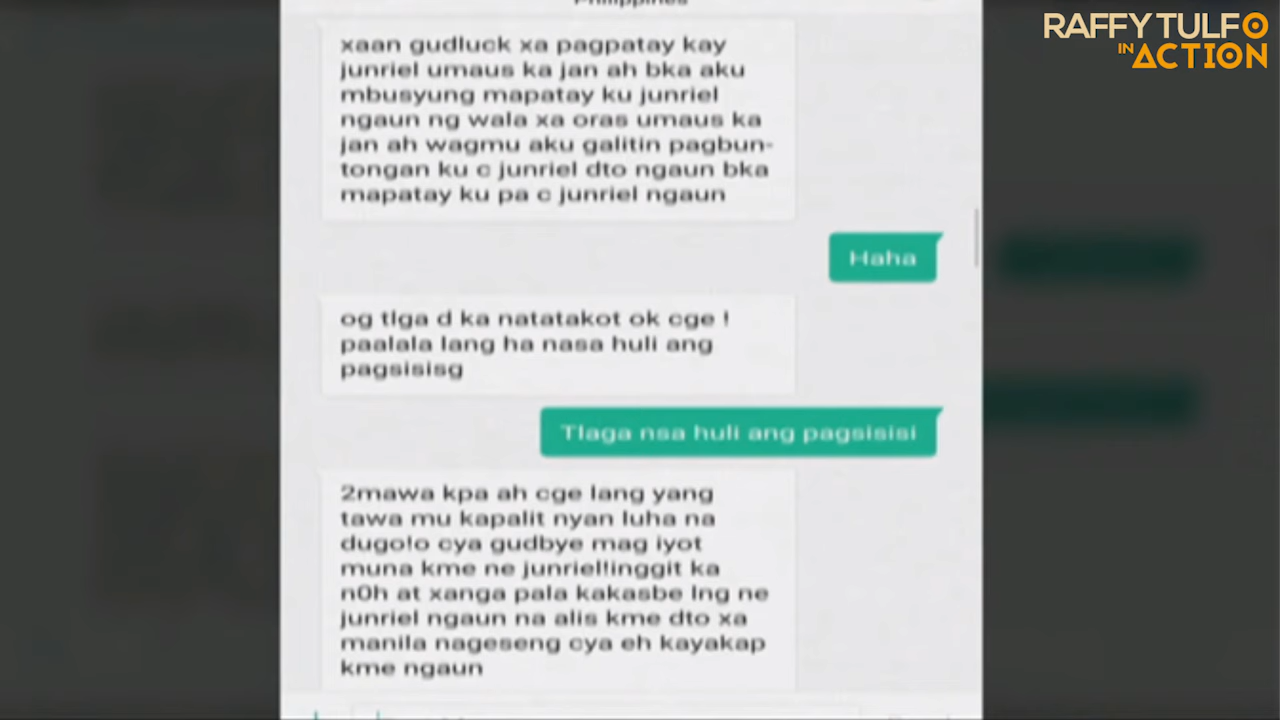 Philippines
RAFFY TULFO
IN ACTION
xaan gudluck xa pagpatay kay
junriel umaus ka jan ah bka aku
mbusyung mapatay ku junriel
ngaun ng wala xa oras umaus ka
jan ah wagmu aku galitin pagbun-
tongan ku c junriel dto ngaun bka
mapatay ku pa c junriel ngaun
Haha
og tlga d ka natatakot ok cge !
paalala lang ha nasa huli ang
pagsisisg
Tlaga nsa huli ang pagsisisi
2mawa kpa ah cge lang yang
tawa mu kapalit nyan luha na
dugo!o cya gudbye mag iyot
muna kme ne junriel!inggit ka
n0h at xanga pala kakasbe lng ne
junriel ngaun na alis kme dto xa
manila nageseng cya eh kayakap
kme ngaun